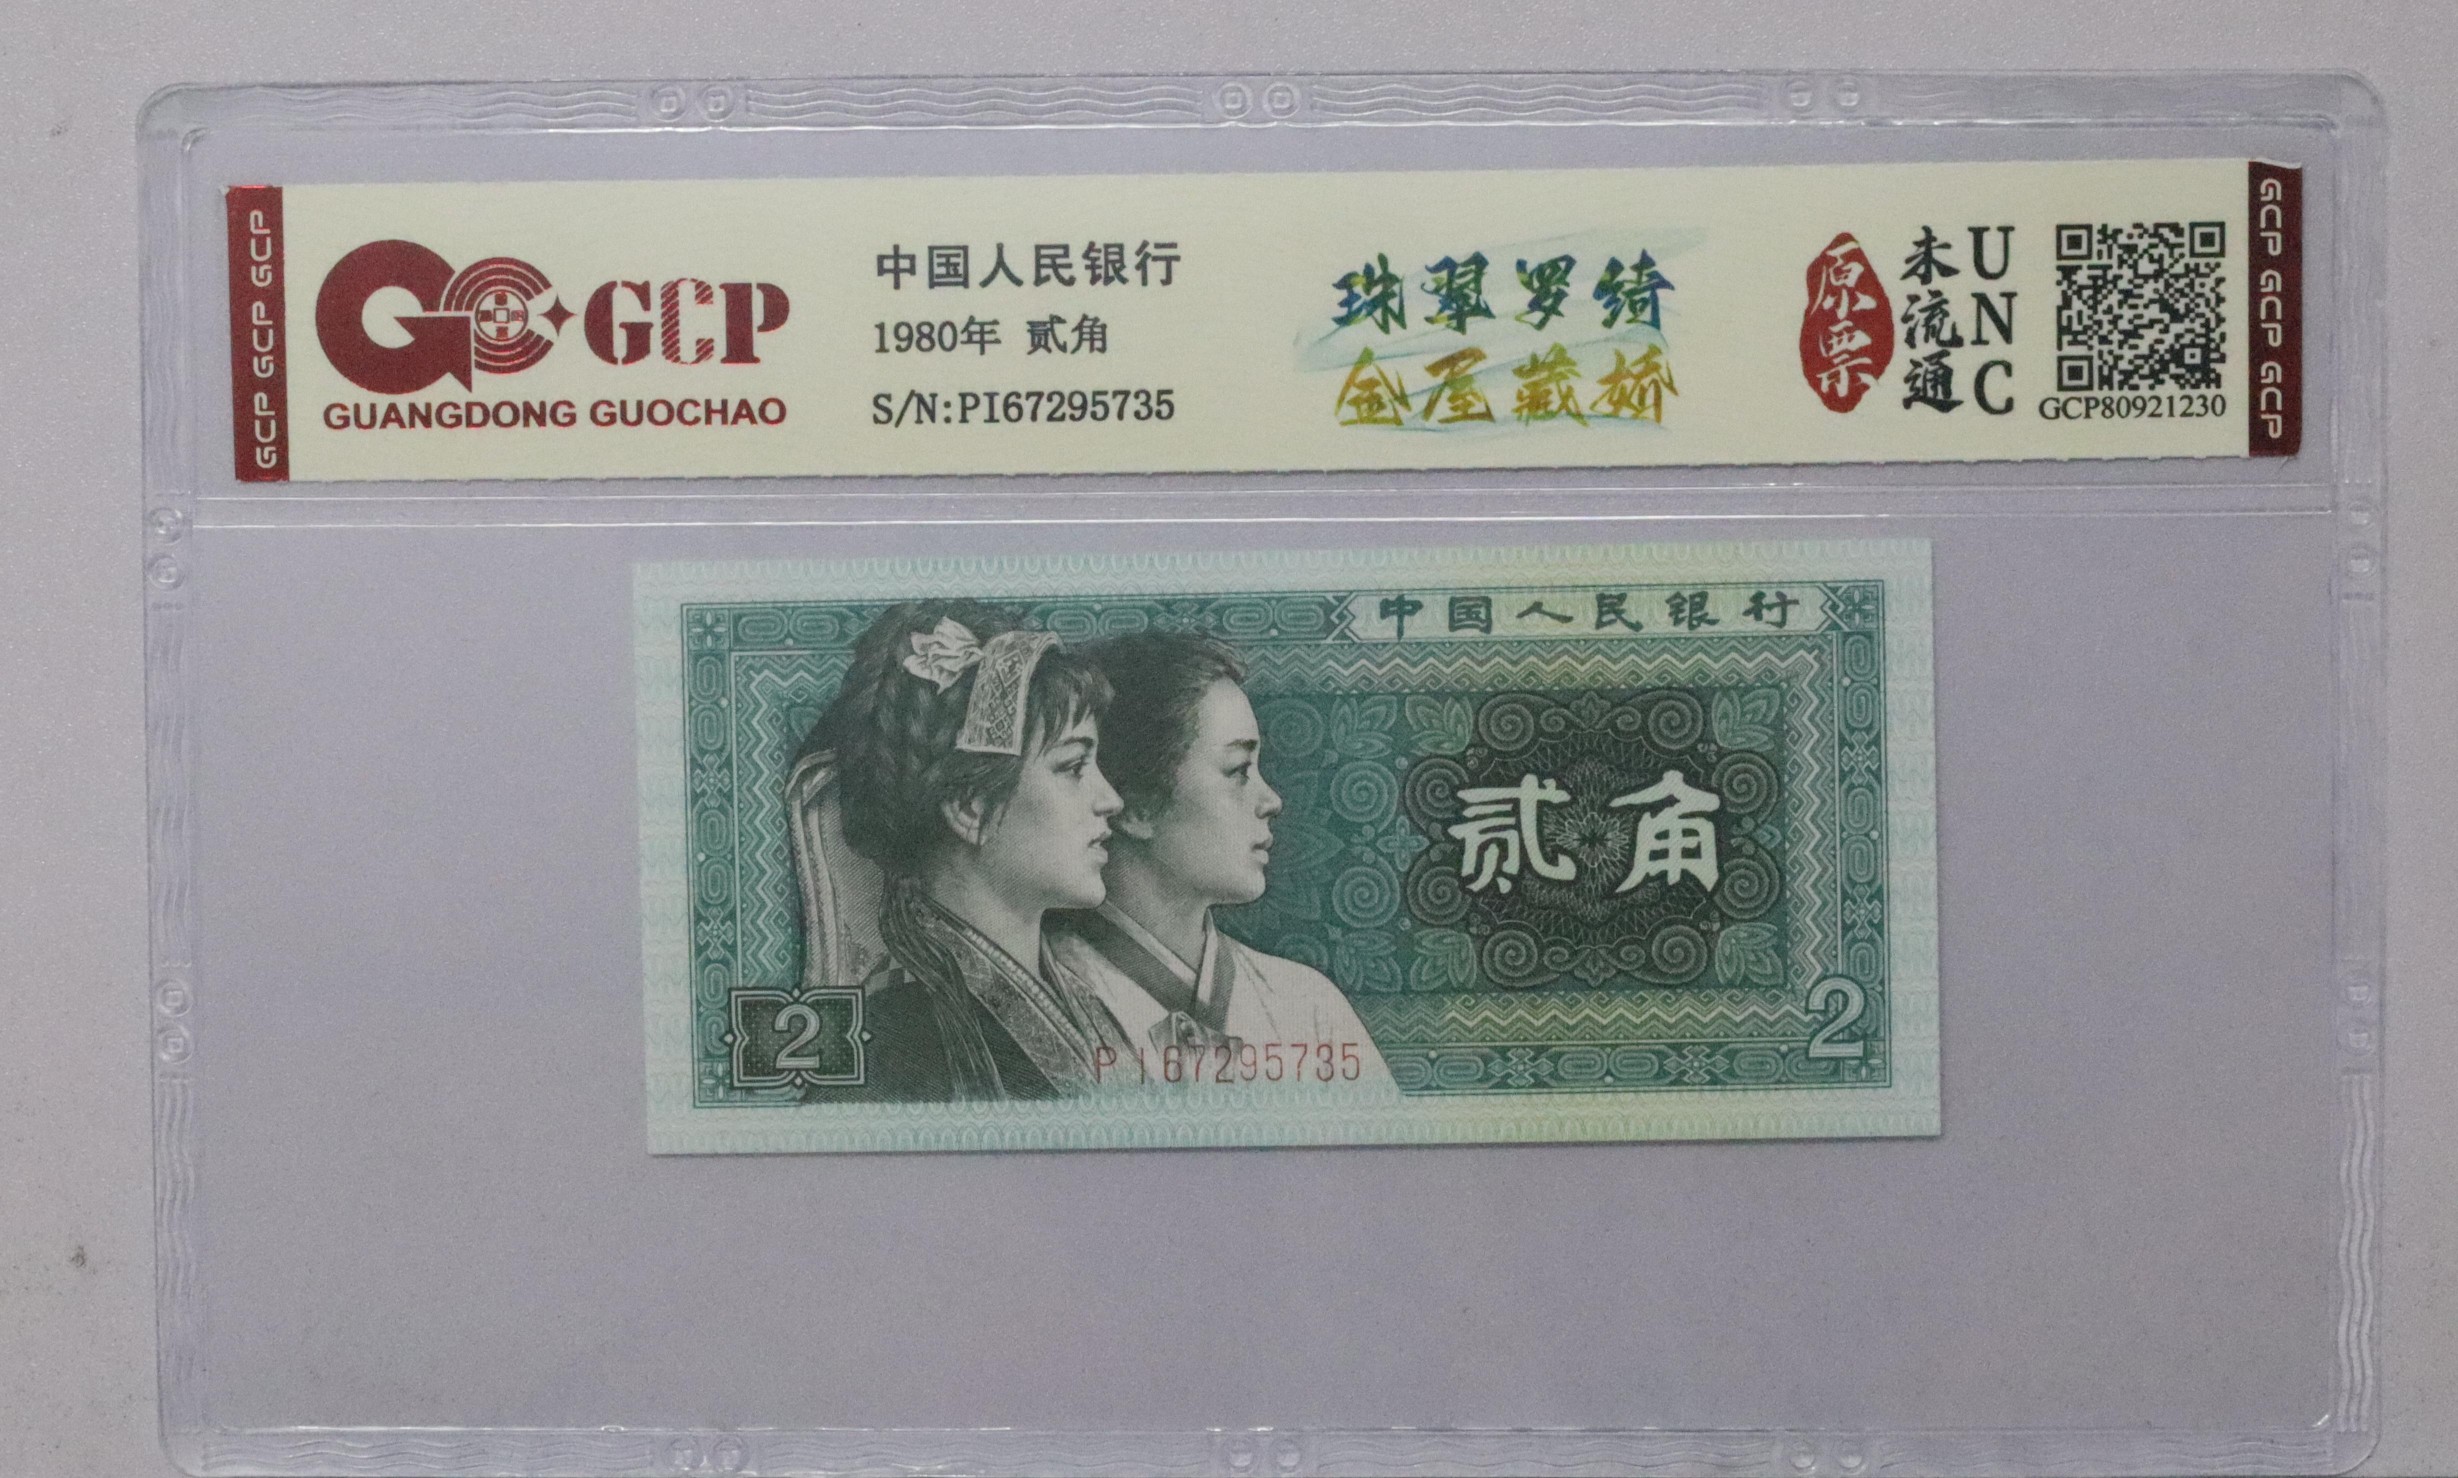 GCP GCP GCP
GCP
GUANGDONG GUOCHAO
中国人民银行
1980年 贰角
S/N:PI67295735
珠翠罗绮
金屋藏娇
原票
未流通
UNC
GCP80921230
GCP GCP GCP
中国人民银行
贰角
2
2
PI67295735